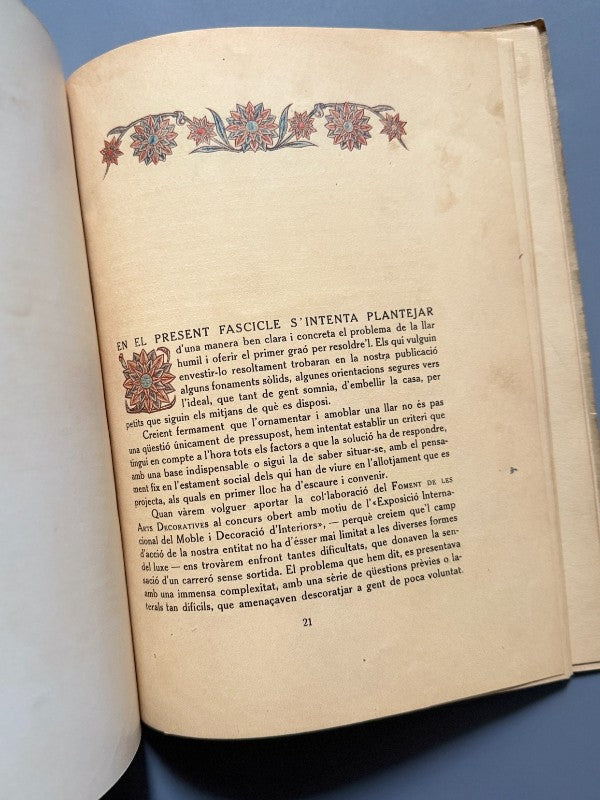 EN EL PRESENT FASCICLE S'INTENTA PLANTEJAR
d'una manera ben clara i concreta el problema de la llar
humil i oferir el primer graó per resoldre'l. Els qui vulguin
envestir-lo resoltament trobaran en la nostra publicació
alguns fonaments sòlids, algunes orientacions segures vers
l'ideal, que tant de gent somnia, d'embellir la casa, per
petits que siguin els mitjans de què es disposi.
Creient fermament que l'ornamentar i amoblar una llar no és pas
una qüestió únicament de pressupost, hem intentat establir un criteri que
tingui en compte a l'hora tots els factors a que la solució ha de respondre,
amb una base indispensable o sigui la de saber situar-se, amb el pensa-
ment fix en l'estament social dels qui han de viure en l'allotjament que es
projecta, als quals en primer lloc ha d'escaure i convenir.
Quan vàrem volguer aportar la col·laboració del FOMENT DE LES
ARTS DECORATIVES al concurs obert amb motiu de l'«Exposició Interna-
cional del Moble i Decoració d'Interiors», — perquè creiem que'l camp
d'acció de la nostra entitat no ha d'ésser mai limitat a les diverses formes
del luxe — ens trovàrem enfront tantes dificultats, que donaven la sen-
sació d'un carreró sense sortida. El problema que hem dit, es presentava
amb una immensa complexitat, amb una sèrie de qüestions prèvies o la-
terals tan dificils, que amenaçaven descoratjar a gent de poca voluntat.
21